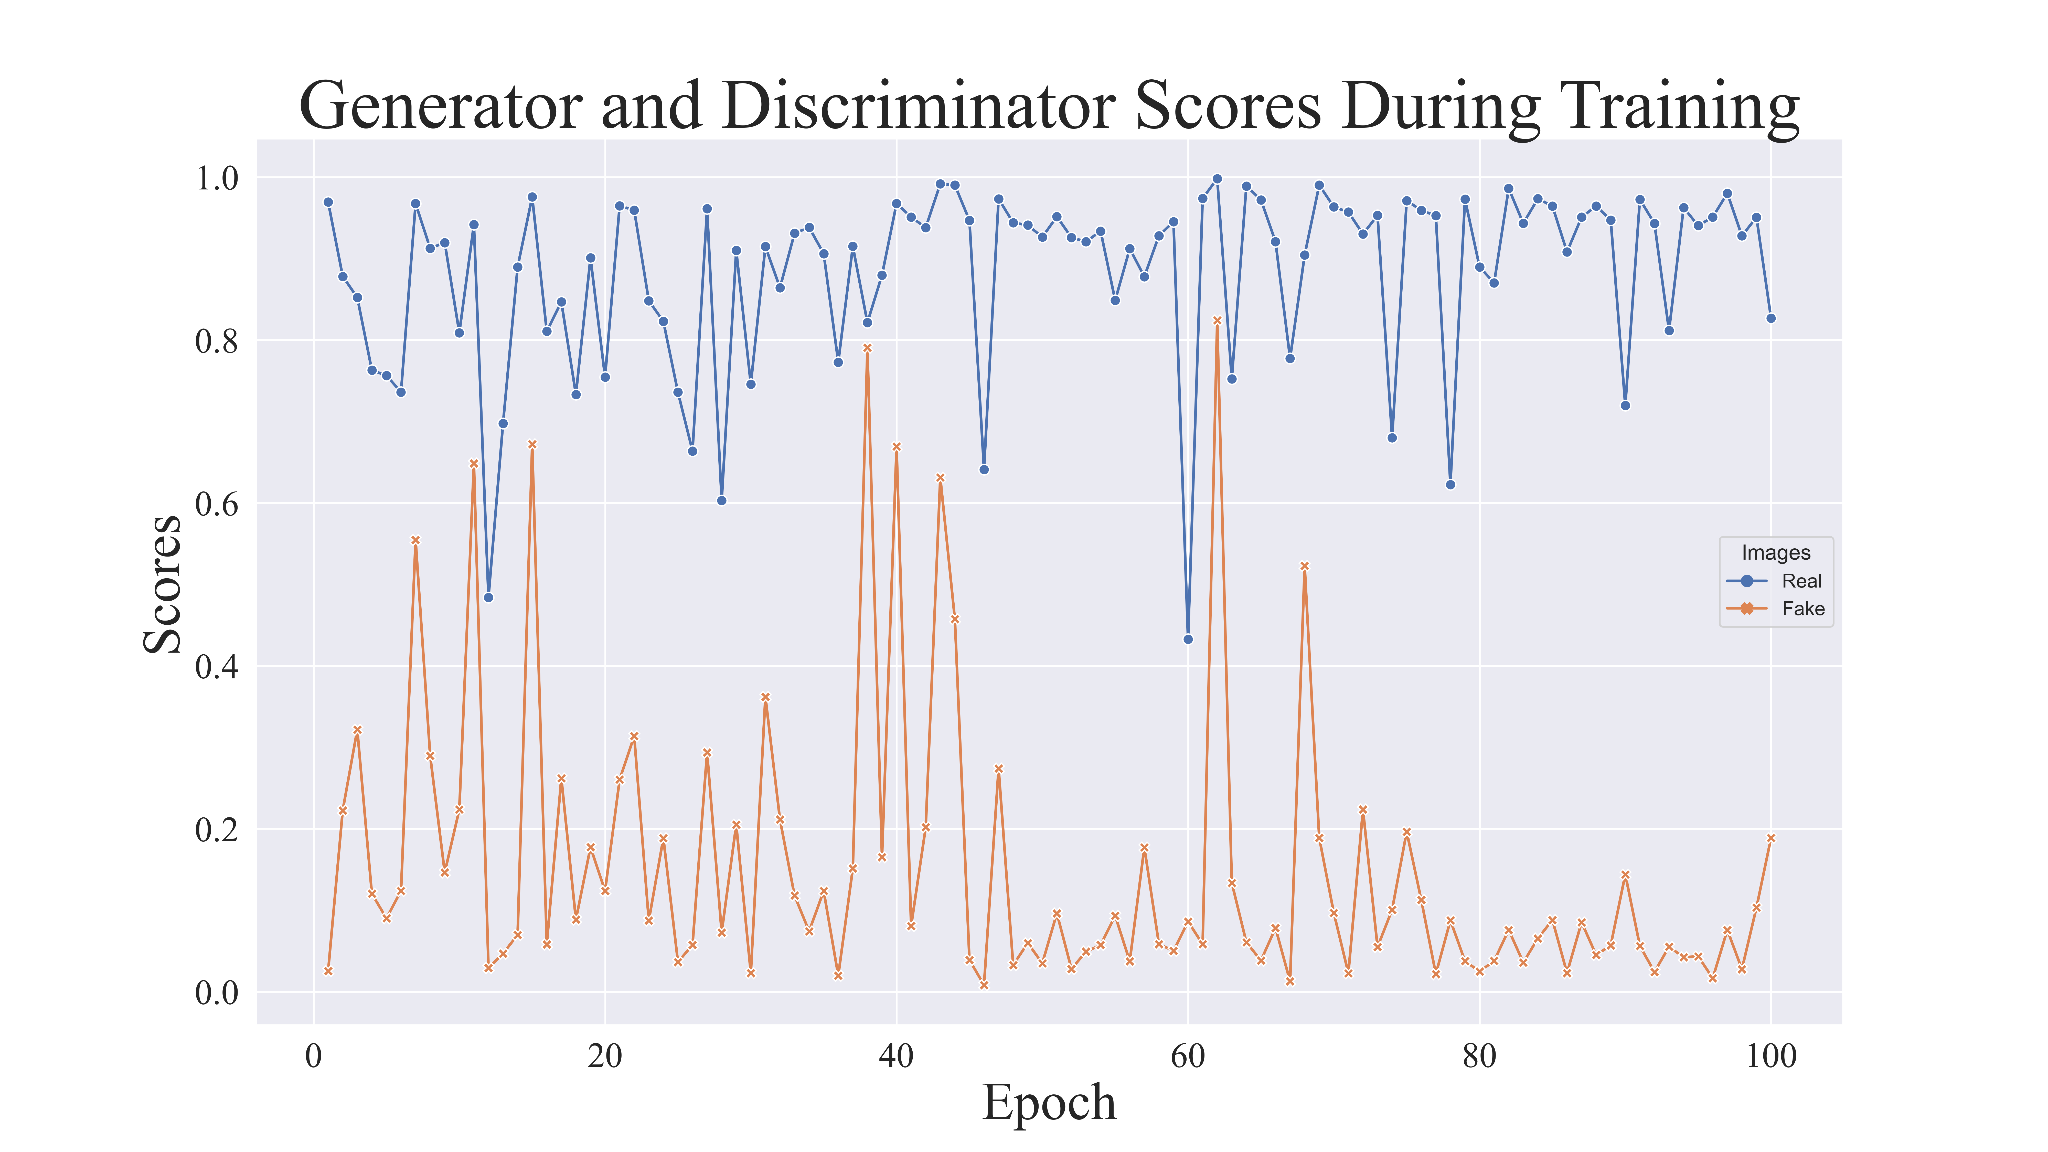 Generator and Discriminator Scores During Training
1.0
0.8
0.6
0.4
0.2
0.0
Scores
Images
Real
Fake
0 20 40 60 80 100
Epoch